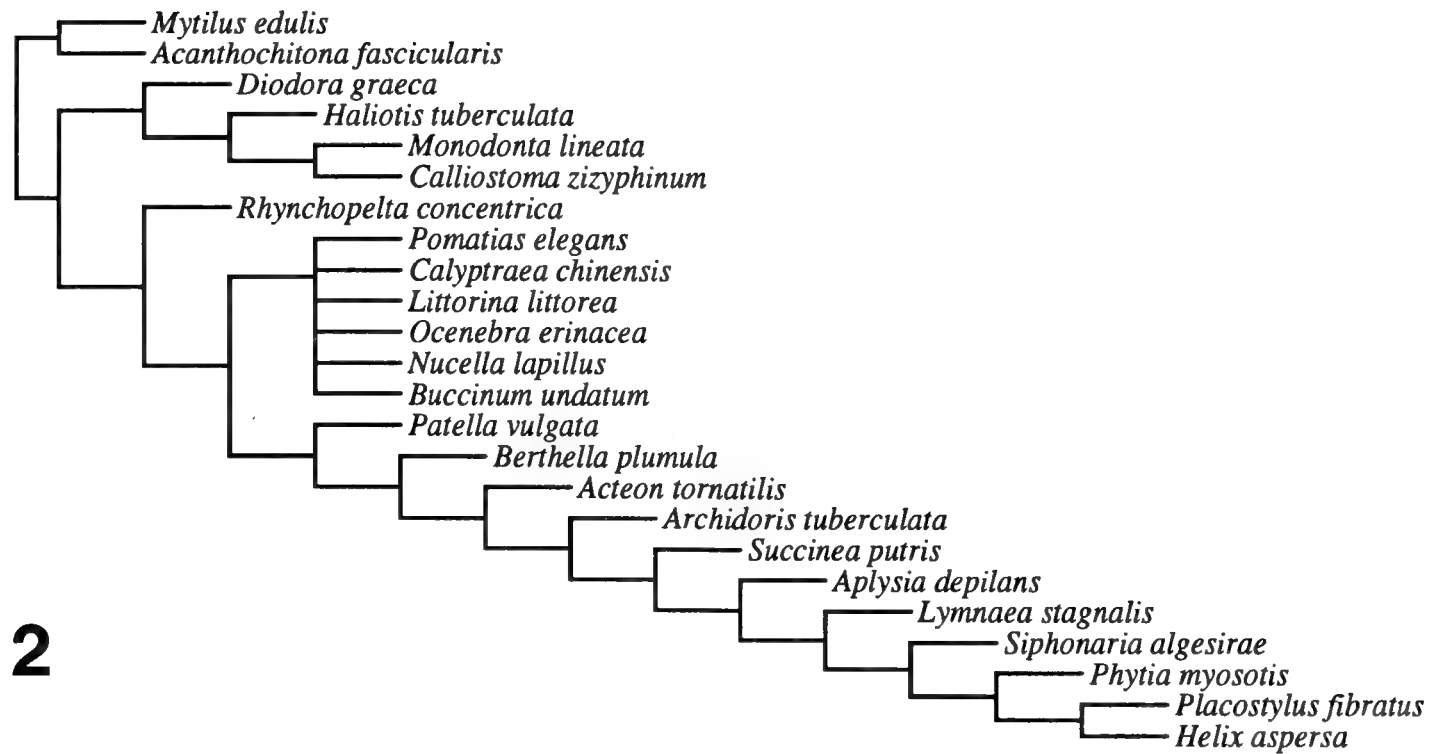 Mytilus edulis
Acanthochitona fascicularis
Diodora graeca
Haliotis tuberculata
Monodonta lineata
Calliostoma zizyphinum
Rhynchopelta concentrica
Pomatias elegans
Calyptraea chinensis
Littorina littorea
Ocenebra erinacea
Nucella lapillus
Buccinum undatum
Patella vulgata
Berthella plumula
Acteon tornatilis
Archidoris tuberculata
Succinea putris
Aplysia depilans
Lymnaea stagnalis
Siphonaria algesirae
Phytia myosotis
Placostylus fibratus
Helix aspersa
2